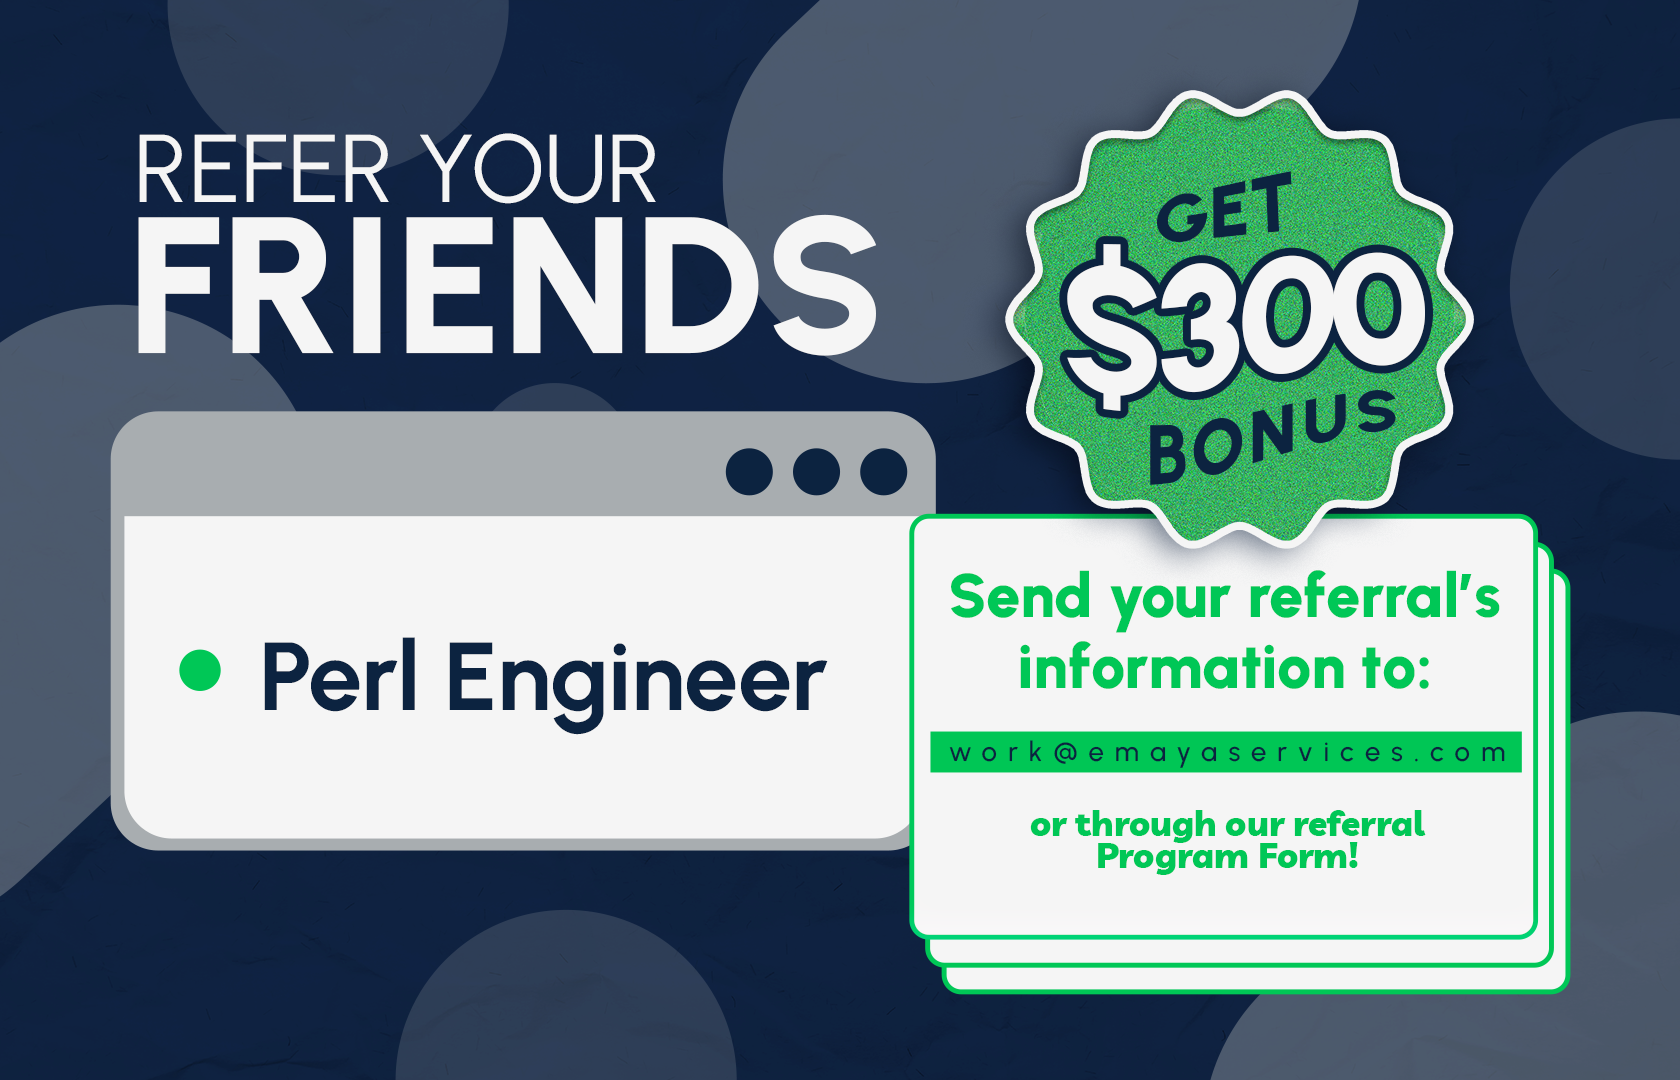 REFER YOUR
FRIENDS
GET
$300
BONUS
Perl Engineer
Send your referral's
information to:
work@emayaservices.com
or through our referral
Program Form!